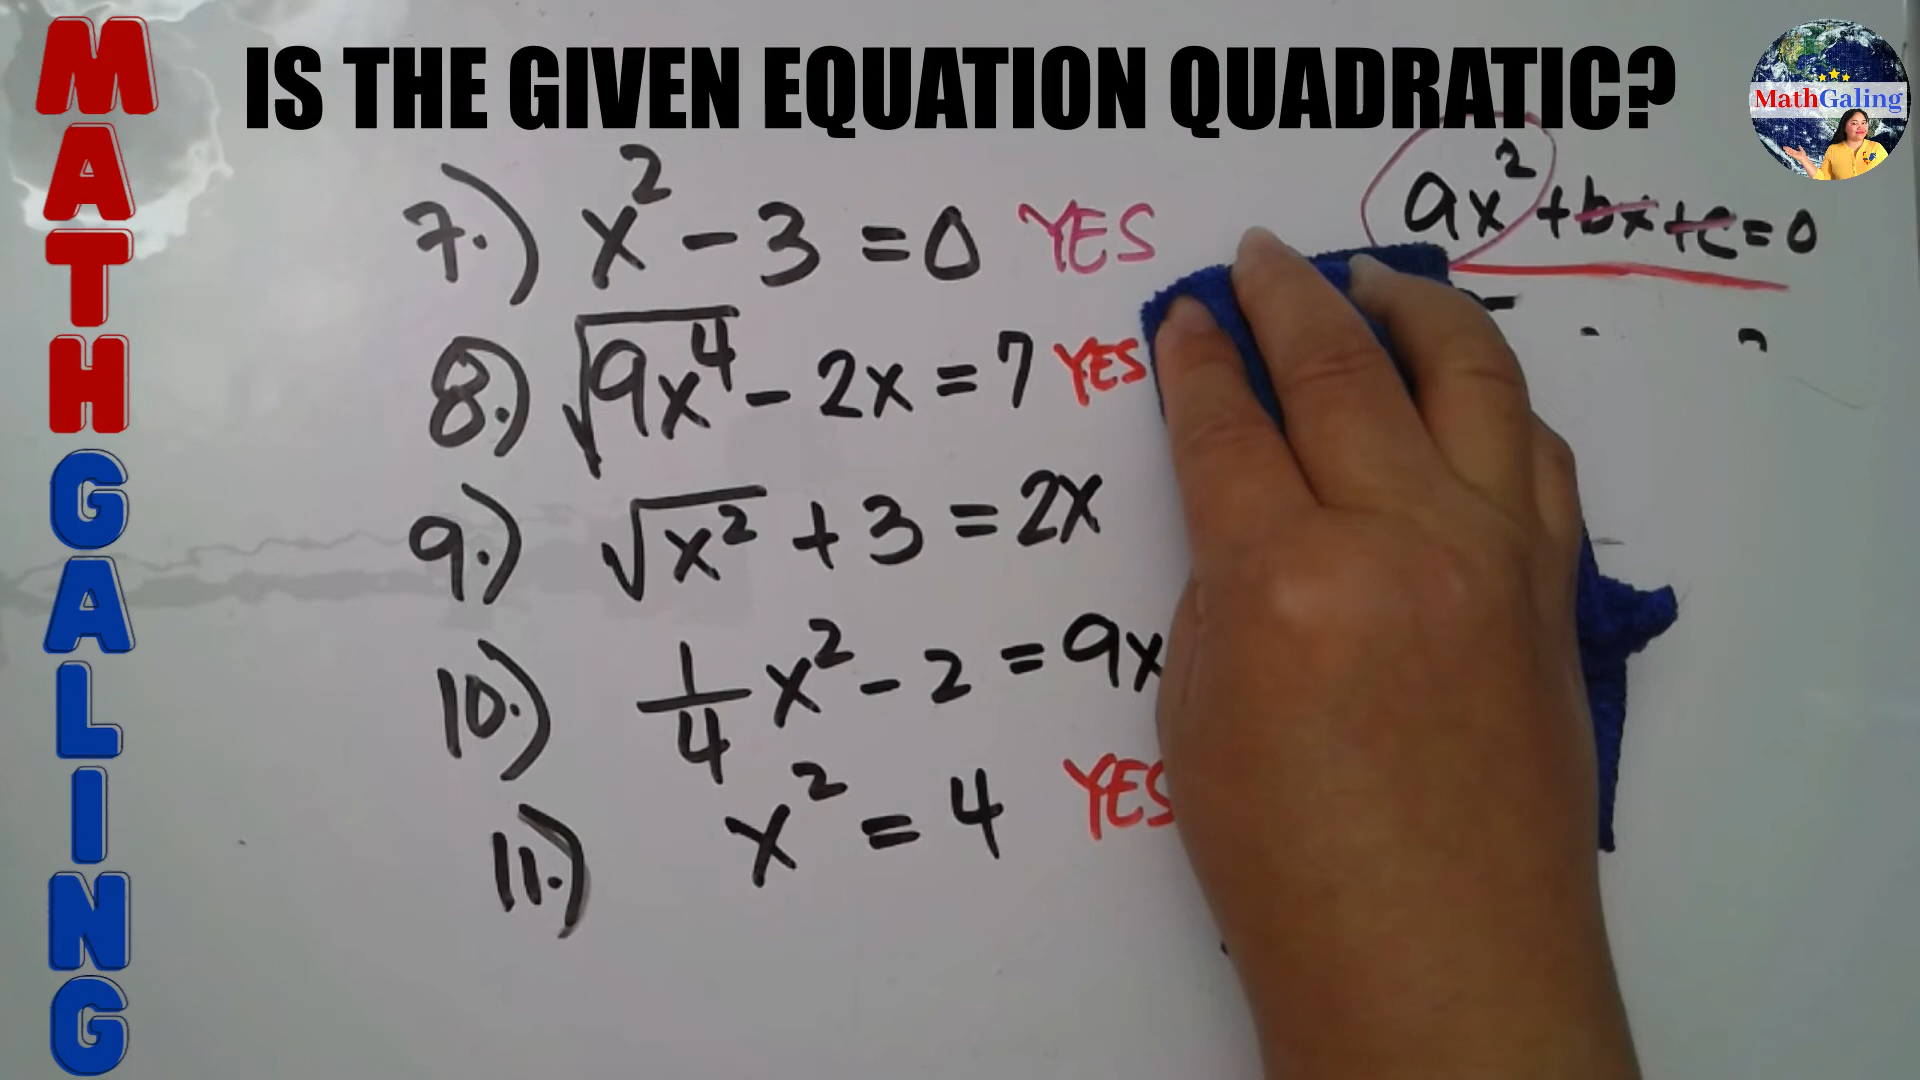 IS THE GIVEN EQUATION QUADRATIC?
MATH GALING
MathGaling
ax² + bx + c = 0
7.) x² - 3 = 0 YES
8.) √9x⁴ - 2x = 7 YES
9.) √x² + 3 = 2x
10.) 1/4 x² - 2 = 9x
11.) x² = 4 YES